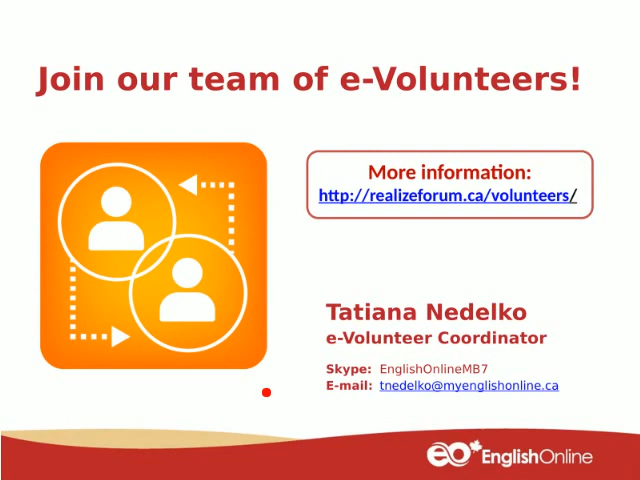 Join our team of e-Volunteers!
More information:
http://realizeforum.ca/volunteers/
Tatiana Nedelko
e-Volunteer Coordinator
Skype: EnglishOnlineMB7
E-mail: tnedelko@myenglishonline.ca
eo EnglishOnline